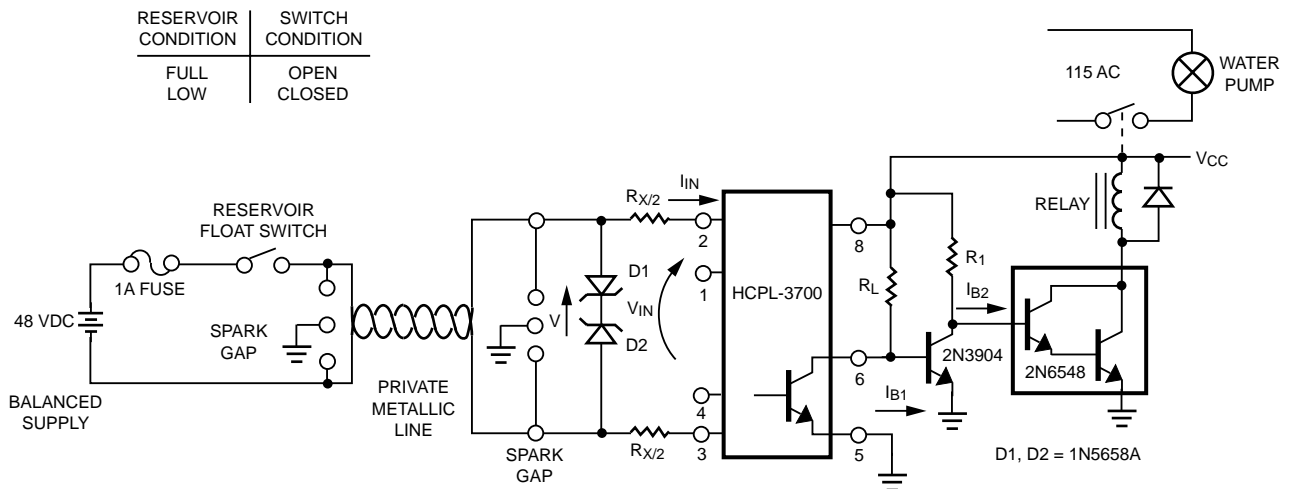 RESERVOIR CONDITION
SWITCH CONDITION
FULL
OPEN
LOW
CLOSED
115 AC
WATER
PUMP
VCC
RELAY
RESERVOIR
FLOAT SWITCH
1A FUSE
48 VDC
SPARK
GAP
BALANCED
SUPPLY
PRIVATE
METALLIC
LINE
SPARK
GAP
RX/2
IIN
2
D1
V
VIN
D2
1
HCPL-3700
4
3
RX/2
8
RL
R1
IB2
6
2N3904
IB1
5
2N6548
D1, D2 = 1N5658A